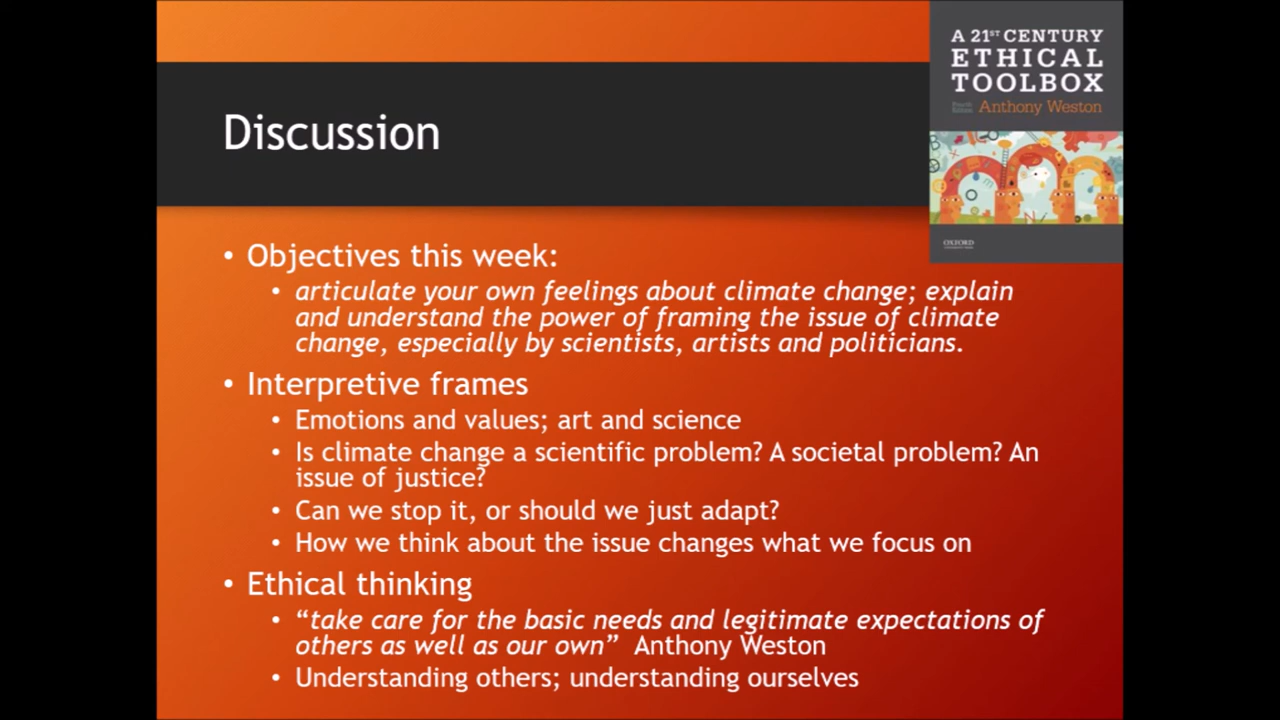 A 21ST CENTURY
ETHICAL
TOOLBOX
Fourth
Edition
Anthony Weston
Discussion
OXFORD
UNIVERSITY PRESS
• Objectives this week:
• articulate your own feelings about climate change; explain
and understand the power of framing the issue of climate
change, especially by scientists, artists and politicians.
• Interpretive frames
• Emotions and values; art and science
• Is climate change a scientific problem? A societal problem? An
issue of justice?
• Can we stop it, or should we just adapt?
• How we think about the issue changes what we focus on
• Ethical thinking
• “take care for the basic needs and legitimate expectations of
others as well as our own” Anthony Weston
• Understanding others; understanding ourselves